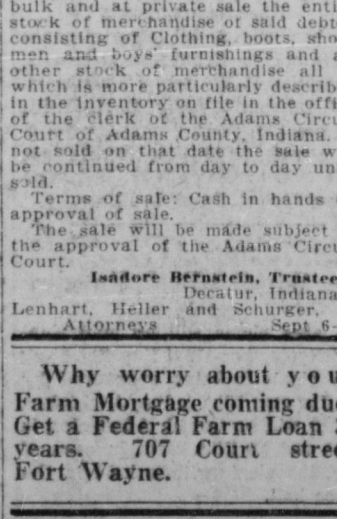 bulk and at private sale the enti
stock of merchandise of said debt
consisting of Clothing, boots, sho
men and boys' furnishings and a
other stock of merchandise all
which is more particularly describ
in the inventory on file in the offi
of the clerk of the Adams Circu
Court of Adams County, Indiana.
not sold on that date the sale w
be continued from day to day un
sold.
Terms of sale: Cash in hands
approval of sale.
The sale will be made subject
the approval of the Adams Circu
Court.
Isadore Bernstein, Trustee
Decatur, Indiana
Lenhart, Heller and Schurger,
Attorneys Sept 6-
Why worry about you
Farm Mortgage coming du
Get a Federal Farm Loan
years. 707 Court stree
Fort Wayne.